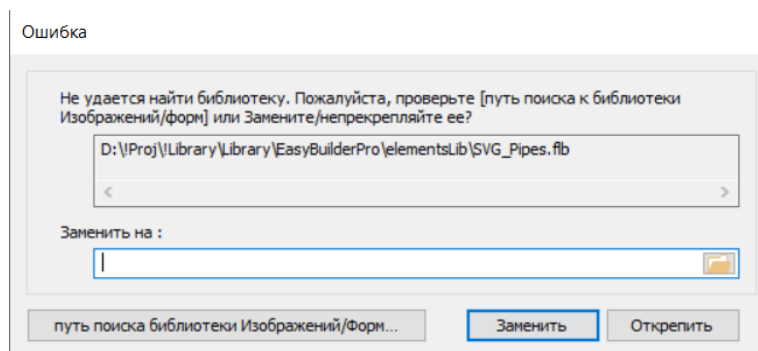 Ошибка
Не удается найти библиотеку. Пожалуйста, проверьте [путь поиска к библиотеки
Изображений/форм] или Замените/непрекрепляйте ее?
D:\!Proj\!Library\Library\EasyBuilderPro\elementsLib\SVG_Pipes.flb
Заменить на :
путь поиска библиотеки Изображений/Форм... Заменить Открепить